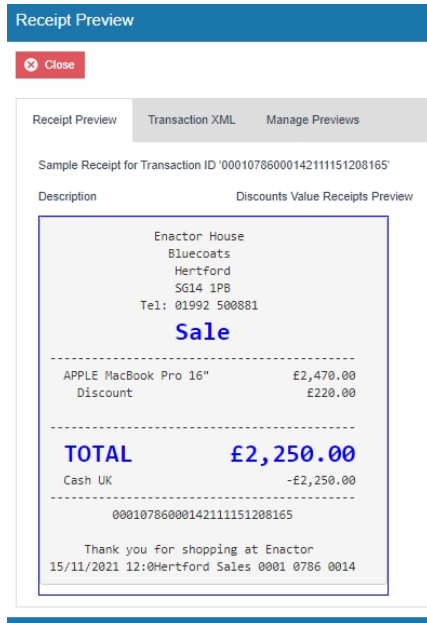 Receipt Preview
Close
Receipt Preview Transaction XML Manage Previews
Sample Receipt for Transaction ID '00010786000142111151208165'
Description Discounts Value Receipts Preview
Enactor House
Bluecoats
Hertford
SG14 1PB
Tel: 01992 500881
Sale
----------------------------------------
APPLE MacBook Pro 16" £2,470.00
Discount £220.00
----------------------------------------
TOTAL £2,250.00
Cash UK -£2,250.00
----------------------------------------
00010786000142111151208165
Thank you for shopping at Enactor
15/11/2021 12:0Hertford Sales 0001 0786 0014